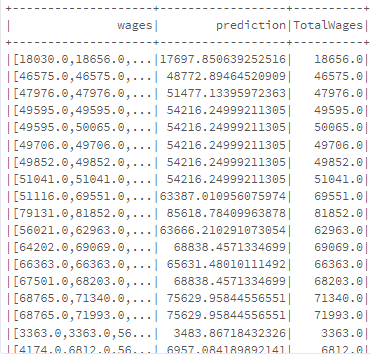 +--------------------+------------------+----------+
|               wages|        prediction|TotalWages|
+--------------------+------------------+----------+
|[18030.0,18656.0,...|17697.850639252516|   18656.0|
|[46575.0,46575.0,...| 48772.89464520909|   46575.0|
|[47976.0,47976.0,...| 51477.13395972363|   47976.0|
|[49595.0,49595.0,...| 54216.24999211305|   49595.0|
|[49595.0,50065.0,...| 54216.24999211305|   50065.0|
|[49706.0,49706.0,...| 54216.24999211305|   49706.0|
|[49852.0,49852.0,...| 54216.24999211305|   49852.0|
|[51041.0,51041.0,...| 54216.24999211305|   51041.0|
|[51116.0,69551.0,...|63387.010956075974|   69551.0|
|[79131.0,81852.0,...| 85618.78409963878|   81852.0|
|[56021.0,62963.0,...|63666.210291073054|   62963.0|
|[64202.0,69069.0,...|  68838.4571334699|   69069.0|
|[66363.0,66363.0,...| 65631.48010111492|   66363.0|
|[67501.0,68203.0,...|  68838.4571334699|   68203.0|
|[68765.0,71340.0,...| 75629.95844556551|   71340.0|
|[68765.0,71993.0,...| 75629.95844556551|   71993.0|
|[3363.0,3363.0,56...|  3483.86718432326|    3363.0|
|[4174.0,6812.0,56...| 6957.084189892141|    6812.0|